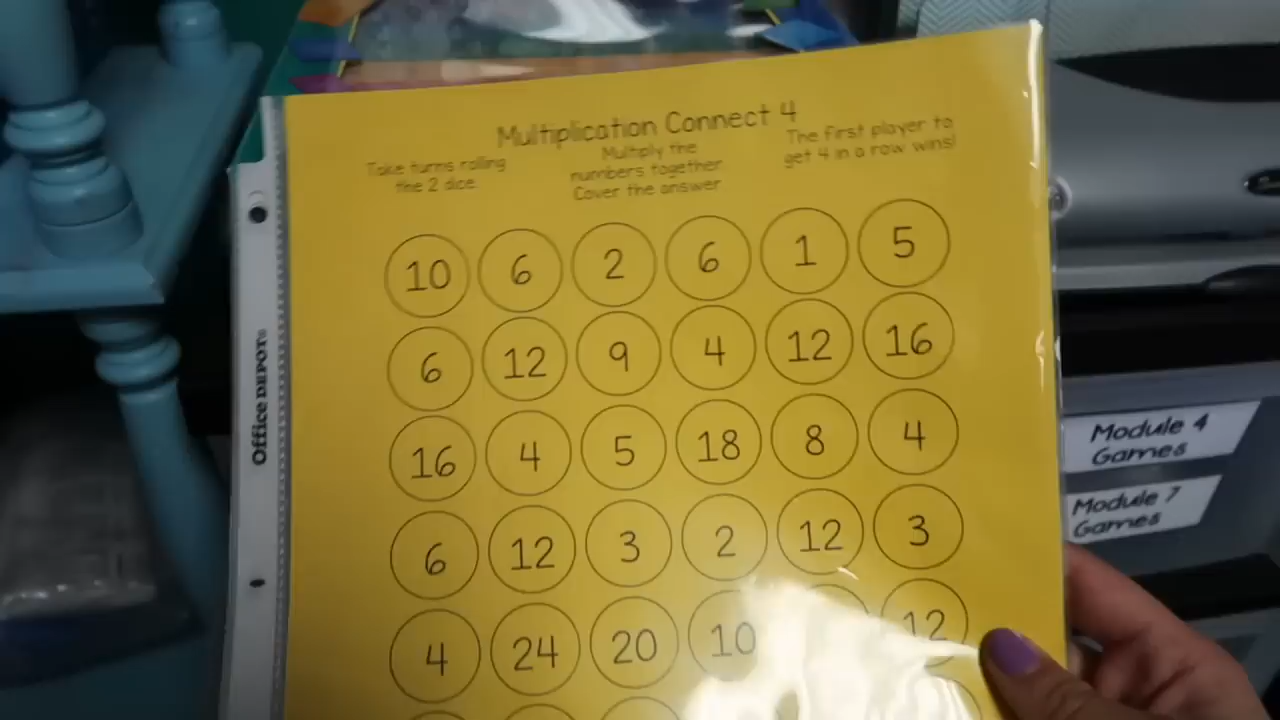 Multiplication Connect 4
Take turns rolling
the 2 dice.
Multiply the
numbers together.
Cover the answer.
The first player to
get 4 in a row wins!
10 6 2 6 1 5
6 12 9 4 12 16
16 4 5 18 8 4
6 12 3 2 12 3
4 24 20 10 12
Office DEPOT
Module 4
Games
Module 7
Games